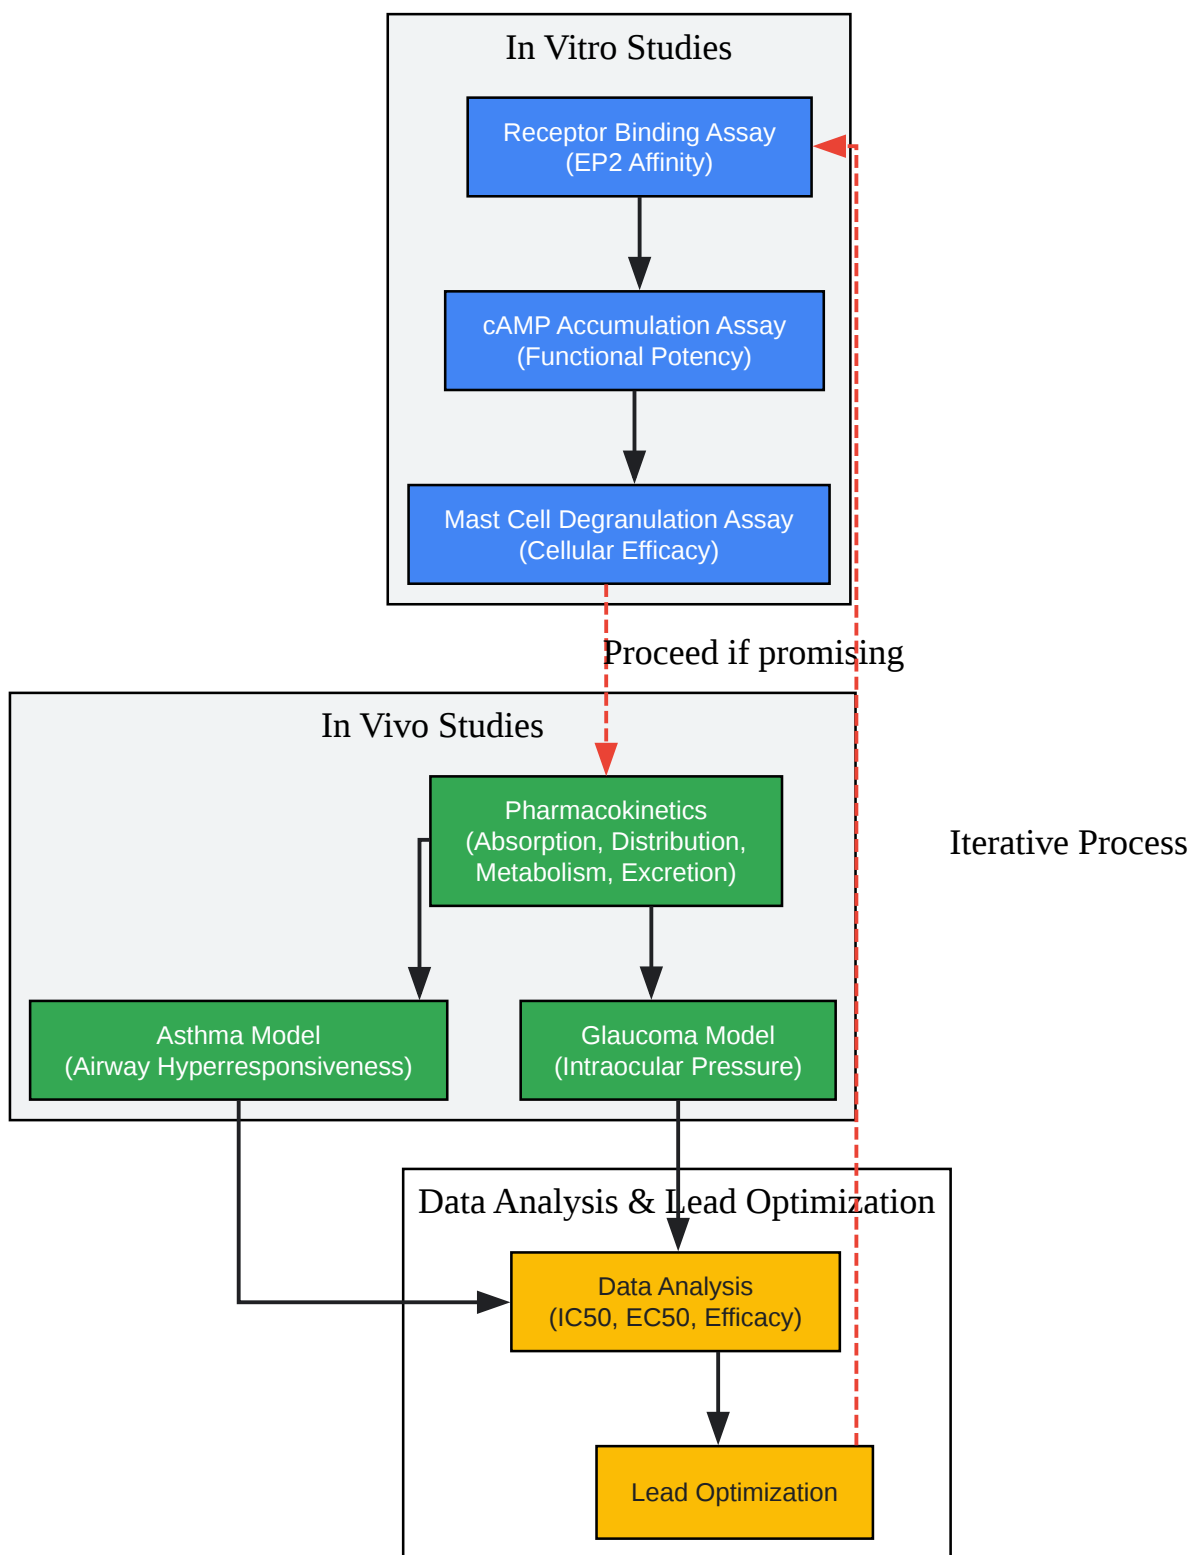 In Vitro Studies
Receptor Binding Assay
(EP2 Affinity)
cAMP Accumulation Assay
(Functional Potency)
Mast Cell Degranulation Assay
(Cellular Efficacy)
Proceed if promising
In Vivo Studies
Pharmacokinetics
(Absorption, Distribution,
Metabolism, Excretion)
Iterative Process
Asthma Model
(Airway Hyperresponsiveness)
Glaucoma Model
(Intraocular Pressure)
Data Analysis & Lead Optimization
Data Analysis
(IC50, EC50, Efficacy)
Lead Optimization